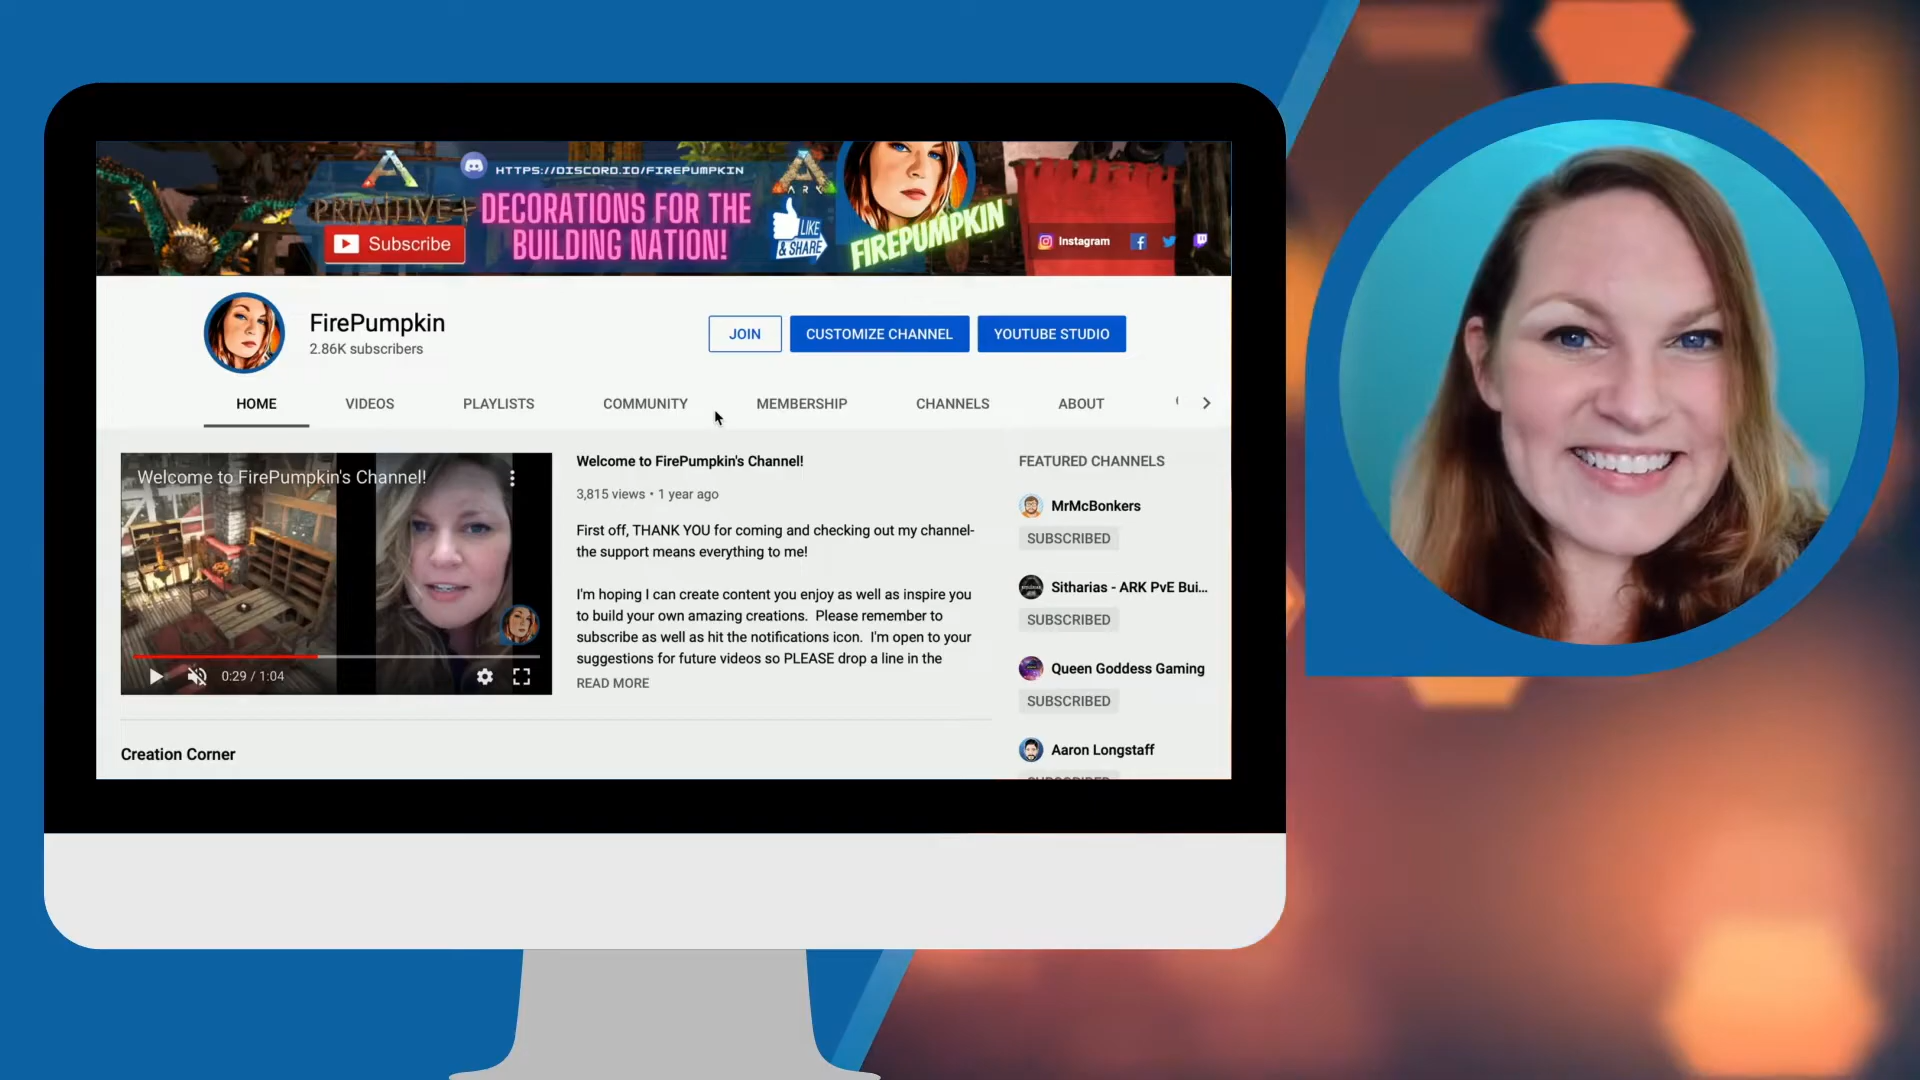 HTTPS://DISCORD.IO/FIREPUMPKIN
ARK
PRIMITIVE+
DECORATIONS FOR THE
BUILDING NATION!
Subscribe
LIKE
& SHARE
FIREPUMPKIN
Instagram
FirePumpkin
2.86K subscribers
JOIN
CUSTOMIZE CHANNEL
YOUTUBE STUDIO
HOME
VIDEOS
PLAYLISTS
COMMUNITY
MEMBERSHIP
CHANNELS
ABOUT
Welcome to FirePumpkin's Channel!
0:29 / 1:04
Welcome to FirePumpkin's Channel!
3,815 views • 1 year ago
First off, THANK YOU for coming and checking out my channel-
the support means everything to me!
I'm hoping I can create content you enjoy as well as inspire you
to build your own amazing creations. Please remember to
subscribe as well as hit the notifications icon. I'm open to your
suggestions for future videos so PLEASE drop a line in the
READ MORE
FEATURED CHANNELS
MrMcBonkers
SUBSCRIBED
Sitharias - ARK PvE Bui...
SUBSCRIBED
Queen Goddess Gaming
SUBSCRIBED
Aaron Longstaff
SUBSCRIBED
Creation Corner